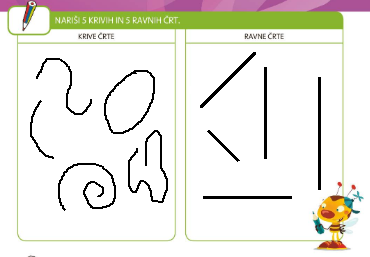 NARIŠI 5 KRIVIH IN 5 RAVNIH ČRT.
KRIVE ČRTE
RAVNE ČRTE